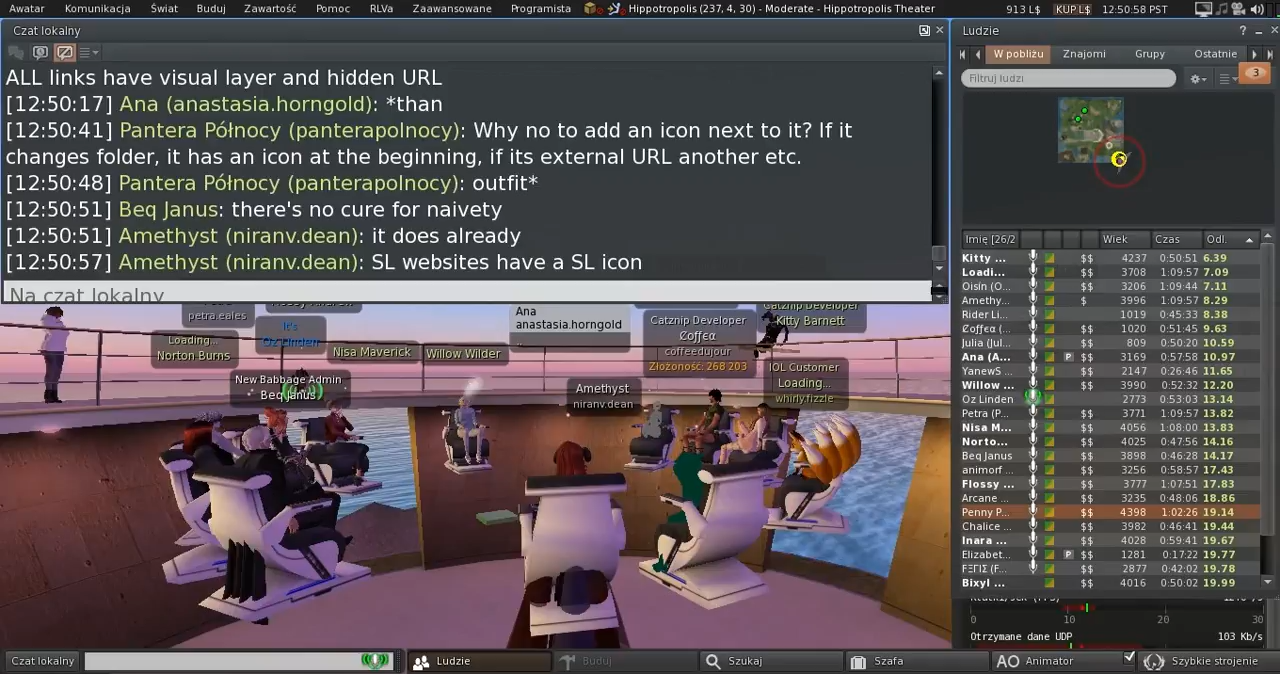 Awatar Komunikacja Świat Buduj Zawartość Pomoc RLVa Zaawansowane Programista Hippotropolis (237, 4, 30) - Moderate - Hippotropolis Theater 913 L$ KUP L$ 12:50:58 PST
Czat lokalny
ALL links have visual layer and hidden URL
[12:50:17] Ana (anastasia.horngold): *than
[12:50:41] Pantera Północy (panterapolnocy): Why no to add an icon next to it? If it
changes folder, it has an icon at the beginning, if its external URL another etc.
[12:50:48] Pantera Północy (panterapolnocy): outfit*
[12:50:51] Beq Janus: there's no cure for naivety
[12:50:51] Amethyst (niranv.dean): it does already
[12:50:57] Amethyst (niranv.dean): SL websites have a SL icon
Na czat lokalny
petra.eales
Loading...
Norton Burns
It's
Oz Linden
Nisa Maverick
Willow Wilder
Ana
anastasia.horngold
Catznip Developer
coffeedujour
Złożoność: 268 203
Catznip Developer
Kitty Barnett
IOL Customer
Loading...
whirly.fizzle
New Babbage Admin
Beq Janus
Amethyst
niranv.dean
Ludzie
W pobliżu Znajomi Grupy Ostatnie
3
Filtruj ludzi
Imię [26/2 Wiek Czas Odl.
Kitty ... $$ 4237 0:50:51 6.39
Loadi... $$ 3708 1:09:57 7.09
Oisín (O... $$ 3206 1:09:44 7.11
Amethy... $ 3996 1:09:57 8.29
Rider Li... 1019 0:45:33 8.38
$$ 1020 0:51:45 9.63
Julia (Jul... $$ 809 0:50:20 10.59
Ana (A... P $$ 3169 0:57:58 10.97
YanewS ... $$ 2147 0:26:46 11.65
Willow ... $$ 3990 0:52:32 12.20
Oz Linden 2773 0:53:03 13.14
Petra (P... $$ 3771 1:09:57 13.82
Nisa M... $$ 4056 1:08:00 13.83
Norto... $$ 4025 0:47:56 14.16
Beq Janus $$ 3898 0:46:28 14.17
animorf ... $$ 3256 0:58:57 17.43
Flossy ... $$ 3777 1:07:51 17.83
Arcane ... $$ 3235 0:48:06 18.86
Penny P... $$ 4398 1:02:26 19.14
Chalice ... $$ 3982 0:46:41 19.44
Inara ... $$ 4028 0:59:41 19.67
Elizabet... P $$ 1281 0:17:22 19.77
$$ 2877 0:42:02 19.78
Bixyl ... $$ 4016 0:50:02 19.99
0 10 20 30
Otrzymane dane UDP 103 Kb/s
Czat lokalny Ludzie Buduj Szukaj Szafa AO Animator Szybkie strojenie